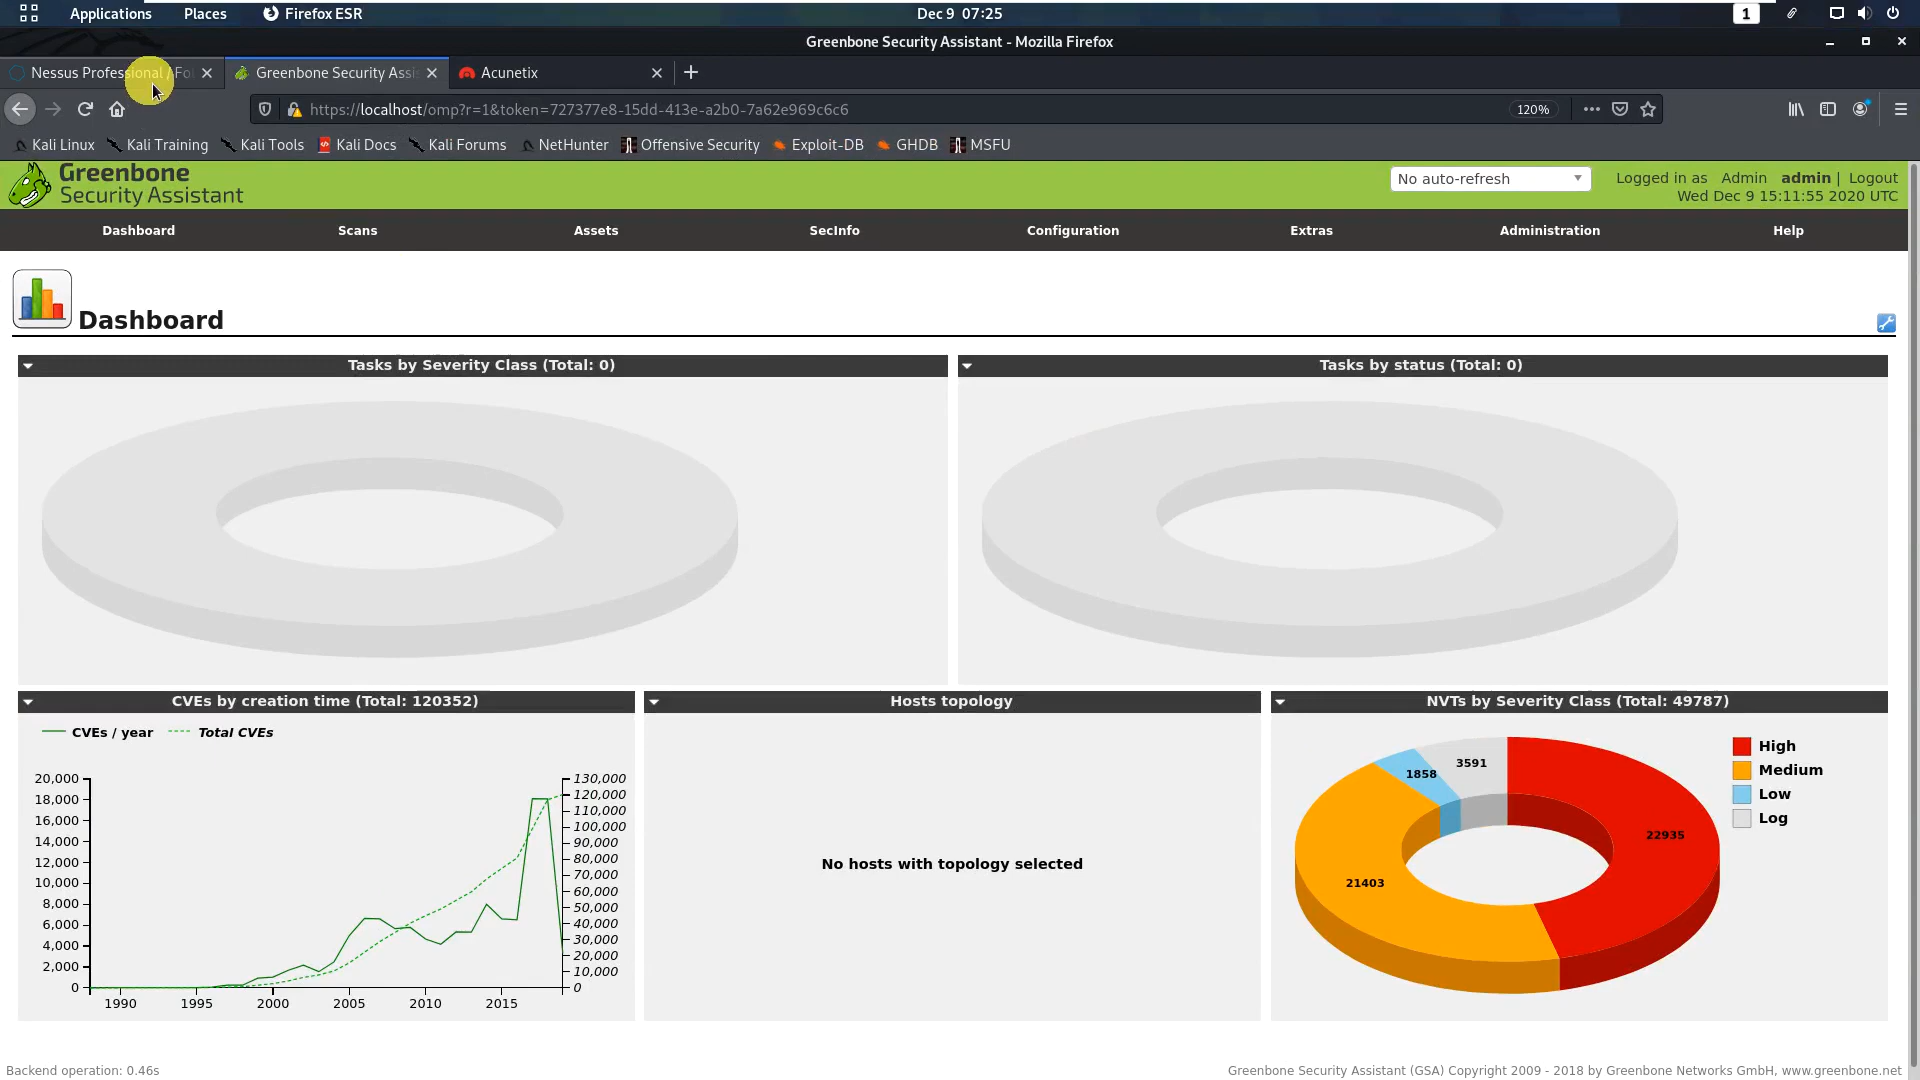 Applications Places Firefox ESR Dec 9 07:25 1
Greenbone Security Assistant - Mozilla Firefox
Nessus Professional / Fo Greenbone Security Assis Acunetix
https://localhost/omp?r=1&token=727377e8-15dd-413e-a2b0-7a62e969c6c6 120%
Kali Linux Kali Training Kali Tools Kali Docs Kali Forums NetHunter Offensive Security Exploit-DB GHDB MSFU
Greenbone
Security Assistant
No auto-refresh
Logged in as Admin admin | Logout
Wed Dec 9 15:11:55 2020 UTC
Dashboard Scans Assets SecInfo Configuration Extras Administration Help
Dashboard
Tasks by Severity Class (Total: 0)
Tasks by status (Total: 0)
CVEs by creation time (Total: 120352)
CVEs / year Total CVEs
20,000
18,000
16,000
14,000
12,000
10,000
8,000
6,000
4,000
2,000
0
130,000
120,000
110,000
100,000
90,000
80,000
70,000
60,000
50,000
40,000
30,000
20,000
10,000
0
1990 1995 2000 2005 2010 2015
Hosts topology
No hosts with topology selected
NVTs by Severity Class (Total: 49787)
3591
1858
22935
21403
High
Medium
Low
Log
Backend operation: 0.46s
Greenbone Security Assistant (GSA) Copyright 2009 - 2018 by Greenbone Networks GmbH, www.greenbone.net